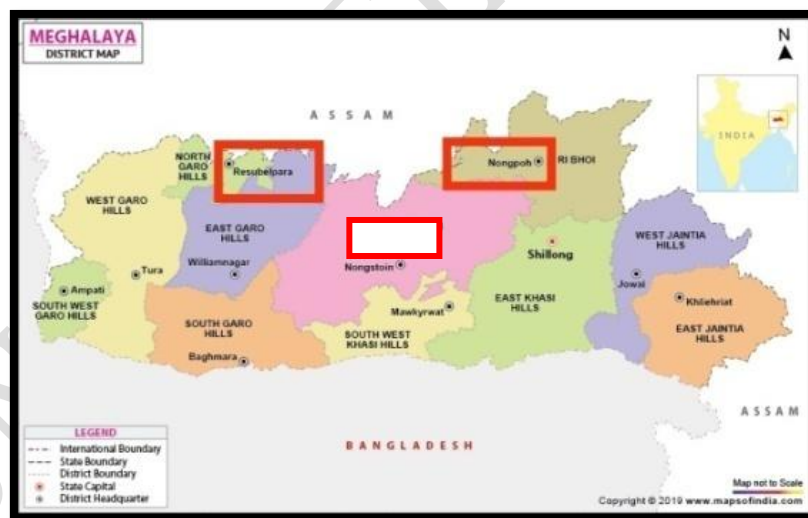 MEGHALAYA
DISTRICT MAP
N
ASSAM
INDIA
NORTH
GARO
HILLS
Resubelpara
Nongpoh
RI BHOI
WEST GARO
HILLS
EAST GARO
HILLS
Williamnagar
Tura
Ampati
SOUTH WEST
GARO HILLS
SOUTH GARO
HILLS
Baghmara
Nongstoin
Mawkyrwat
SOUTH WEST
KHASI HILLS
Shillong
EAST KHASI
HILLS
WEST JAINTIA
HILLS
Jowai
Khliehriat
EAST JAINTIA
HILLS
ASSAM
BANGLADESH
LEGEND
International Boundary
State Boundary
District Boundary
State Capital
District Headquarter
Map not to Scale
Copyright © 2019 www.mapsofindia.com